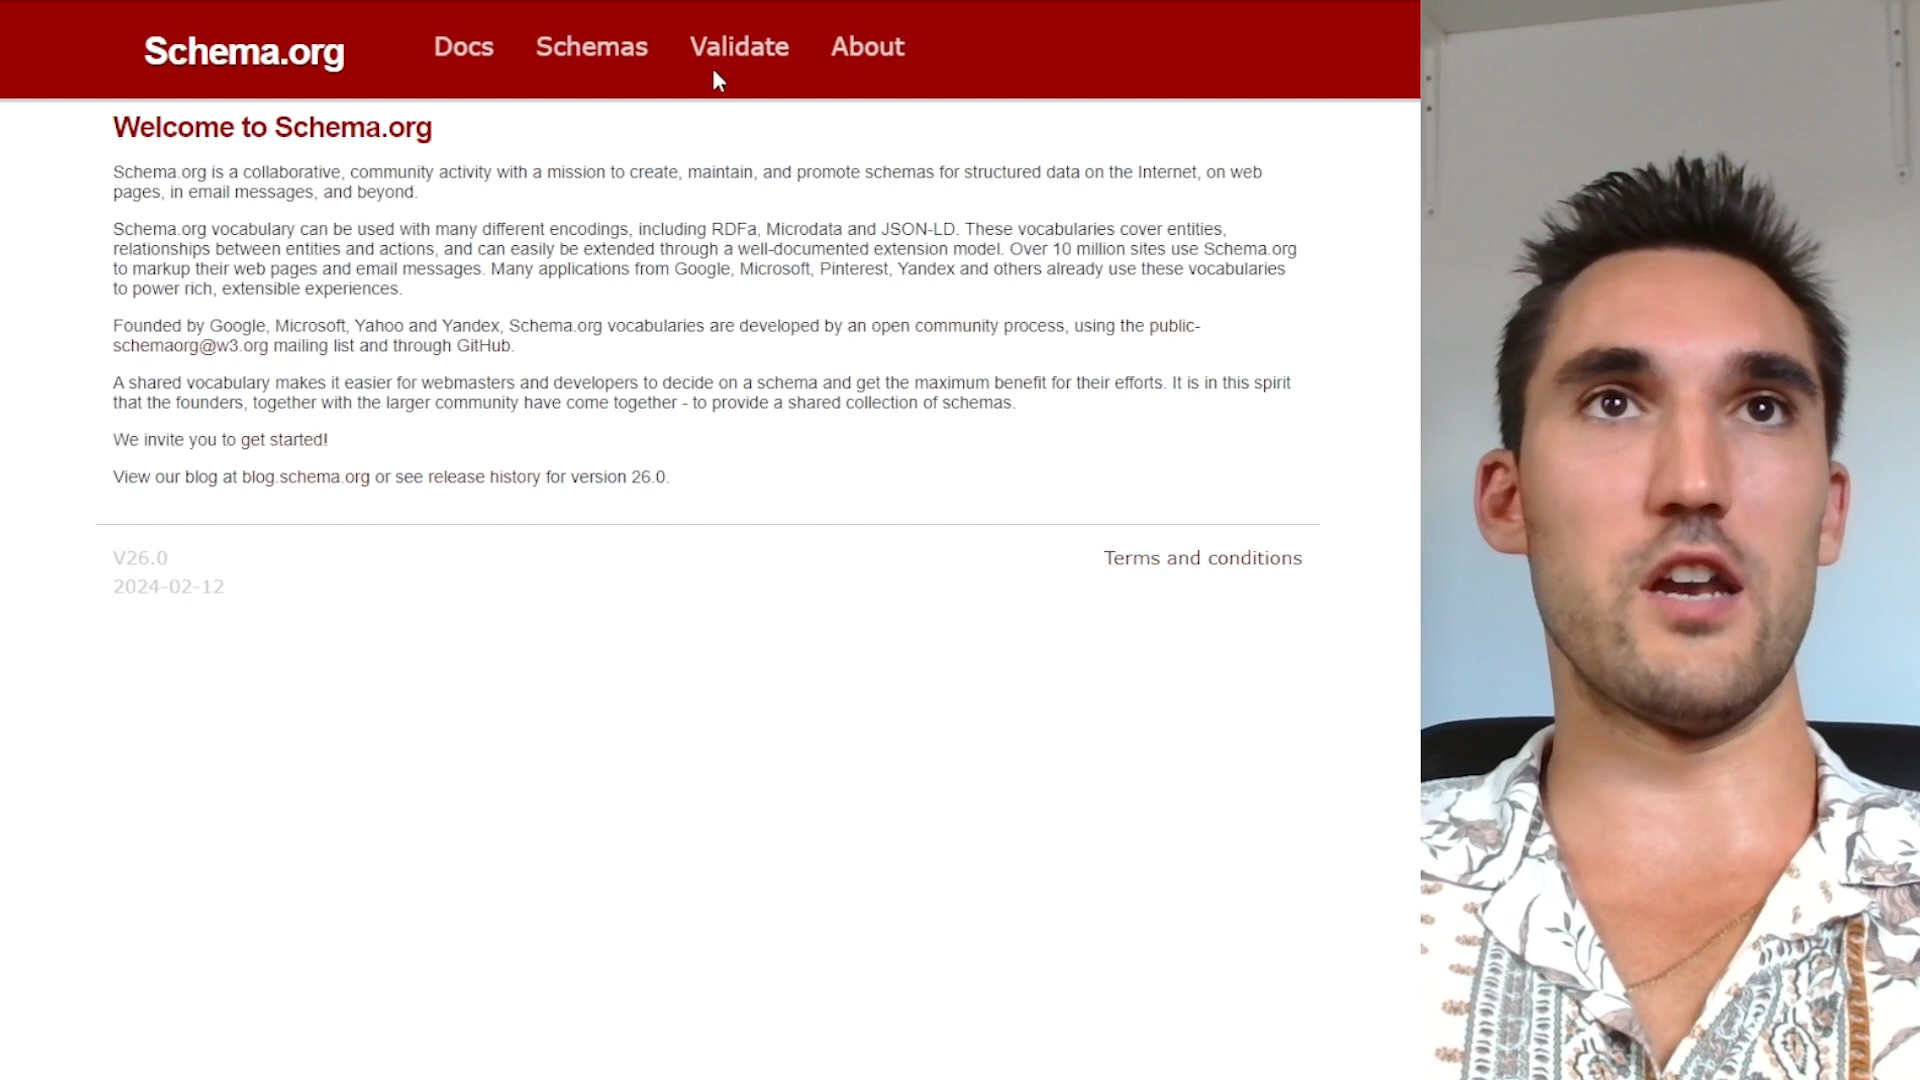 Schema.org
Docs Schemas Validate About
Welcome to Schema.org
Schema.org is a collaborative, community activity with a mission to create, maintain, and promote schemas for structured data on the Internet, on web
pages, in email messages, and beyond.
Schema.org vocabulary can be used with many different encodings, including RDFa, Microdata and JSON-LD. These vocabularies cover entities,
relationships between entities and actions, and can easily be extended through a well-documented extension model. Over 10 million sites use Schema.org
to markup their web pages and email messages. Many applications from Google, Microsoft, Pinterest, Yandex and others already use these vocabularies
to power rich, extensible experiences.
Founded by Google, Microsoft, Yahoo and Yandex, Schema.org vocabularies are developed by an open community process, using the public-
schemaorg@w3.org mailing list and through GitHub.
A shared vocabulary makes it easier for webmasters and developers to decide on a schema and get the maximum benefit for their efforts. It is in this spirit
that the founders, together with the larger community have come together - to provide a shared collection of schemas.
We invite you to get started!
View our blog at blog.schema.org or see release history for version 26.0.
V26.0
2024-02-12
Terms and conditions